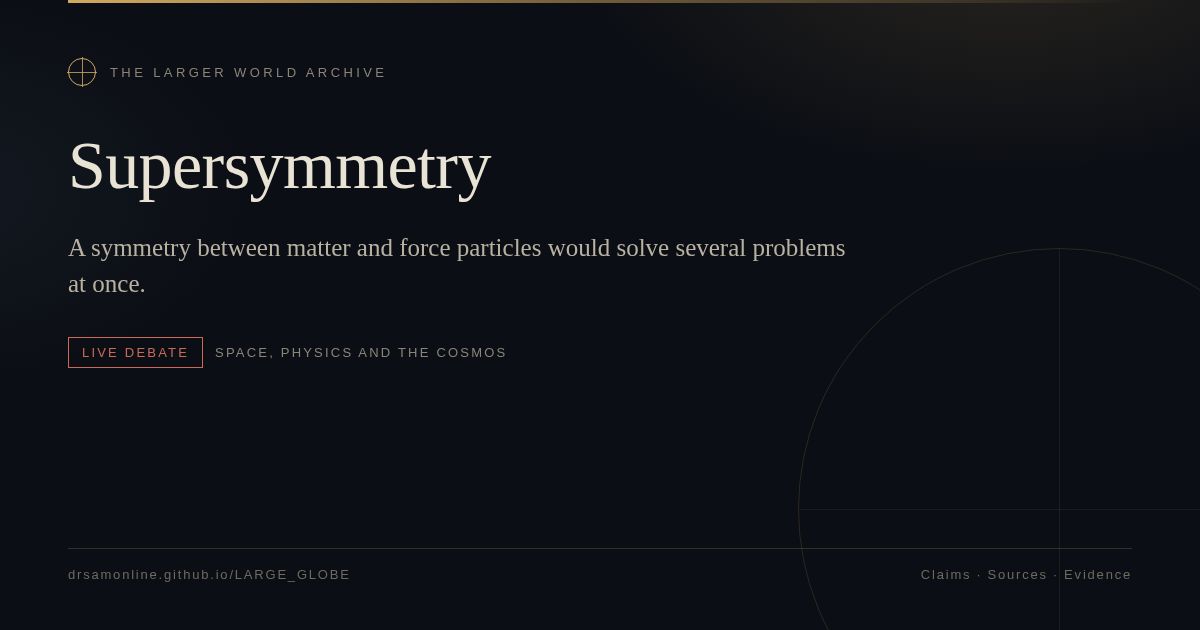 THE LARGER WORLD ARCHIVE
Supersymmetry
A symmetry between matter and force particles would solve several problems
at once.
LIVE DEBATE SPACE, PHYSICS AND THE COSMOS
drsamonline.github.io/LARGE_GLOBE
Claims · Sources · Evidence